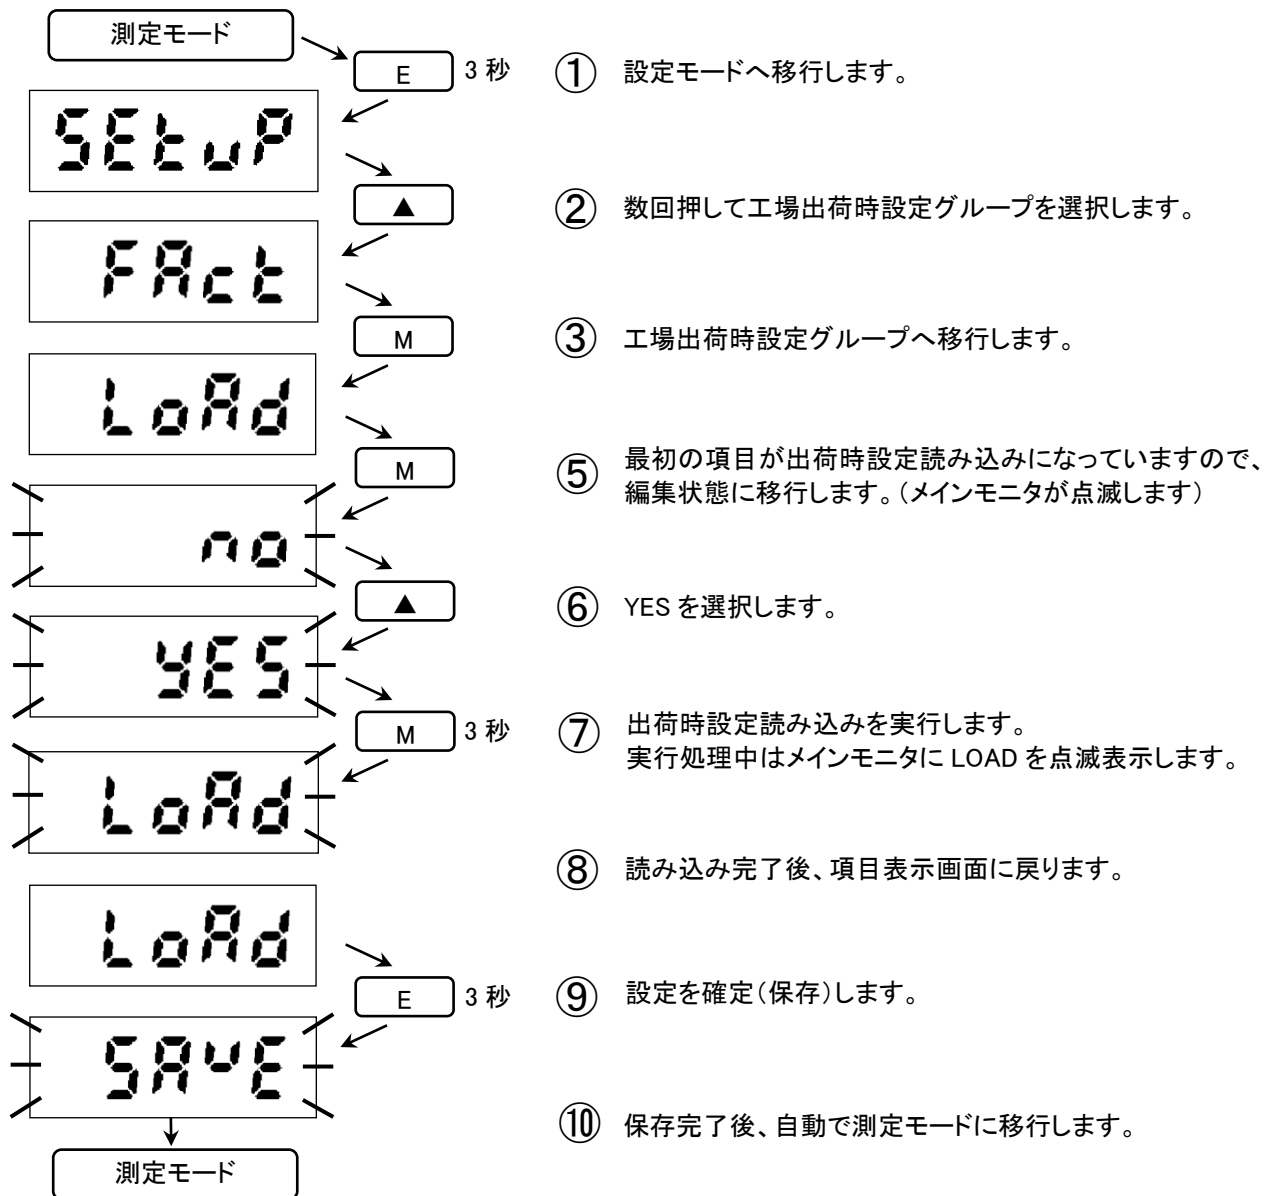 測定モード
E 3 秒 ① 設定モードへ移行します。
SEtuP
▲ ② 数回押して工場出荷時設定グループを選択します。
FAct
M ③ 工場出荷時設定グループへ移行します。
LoAd
M ⑤ 最初の項目が出荷時設定読み込みになっていますので、
編集状態に移行します。（メインモニタが点滅します）
no
▲ ⑥ YES を選択します。
yES
M 3 秒 ⑦ 出荷時設定読み込みを実行します。
実行処理中はメインモニタに LOAD を点滅表示します。
LoAd
⑧ 読み込み完了後、項目表示画面に戻ります。
LoAd
E 3 秒 ⑨ 設定を確定（保存）します。
SAvE
⑩ 保存完了後、自動で測定モードに移行します。
測定モード